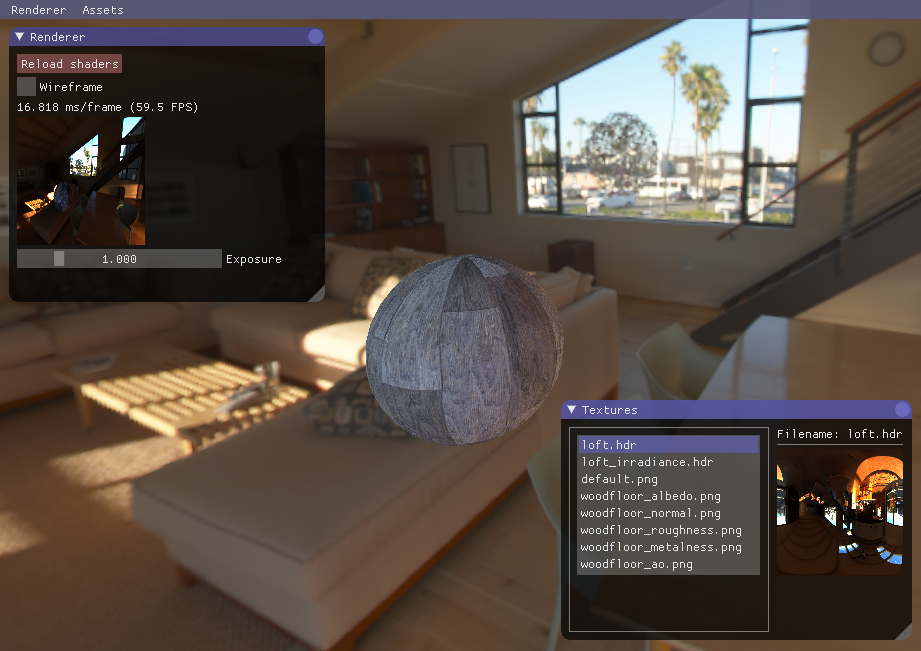 Renderer Assets
Renderer
Reload shaders
Wireframe
16.818 ms/frame (59.5 FPS)
1.000 Exposure
Textures
loft.hdr
loft_irradiance.hdr
default.png
woodfloor_albedo.png
woodfloor_normal.png
woodfloor_roughness.png
woodfloor_metalness.png
woodfloor_ao.png
Filename: loft.hdr